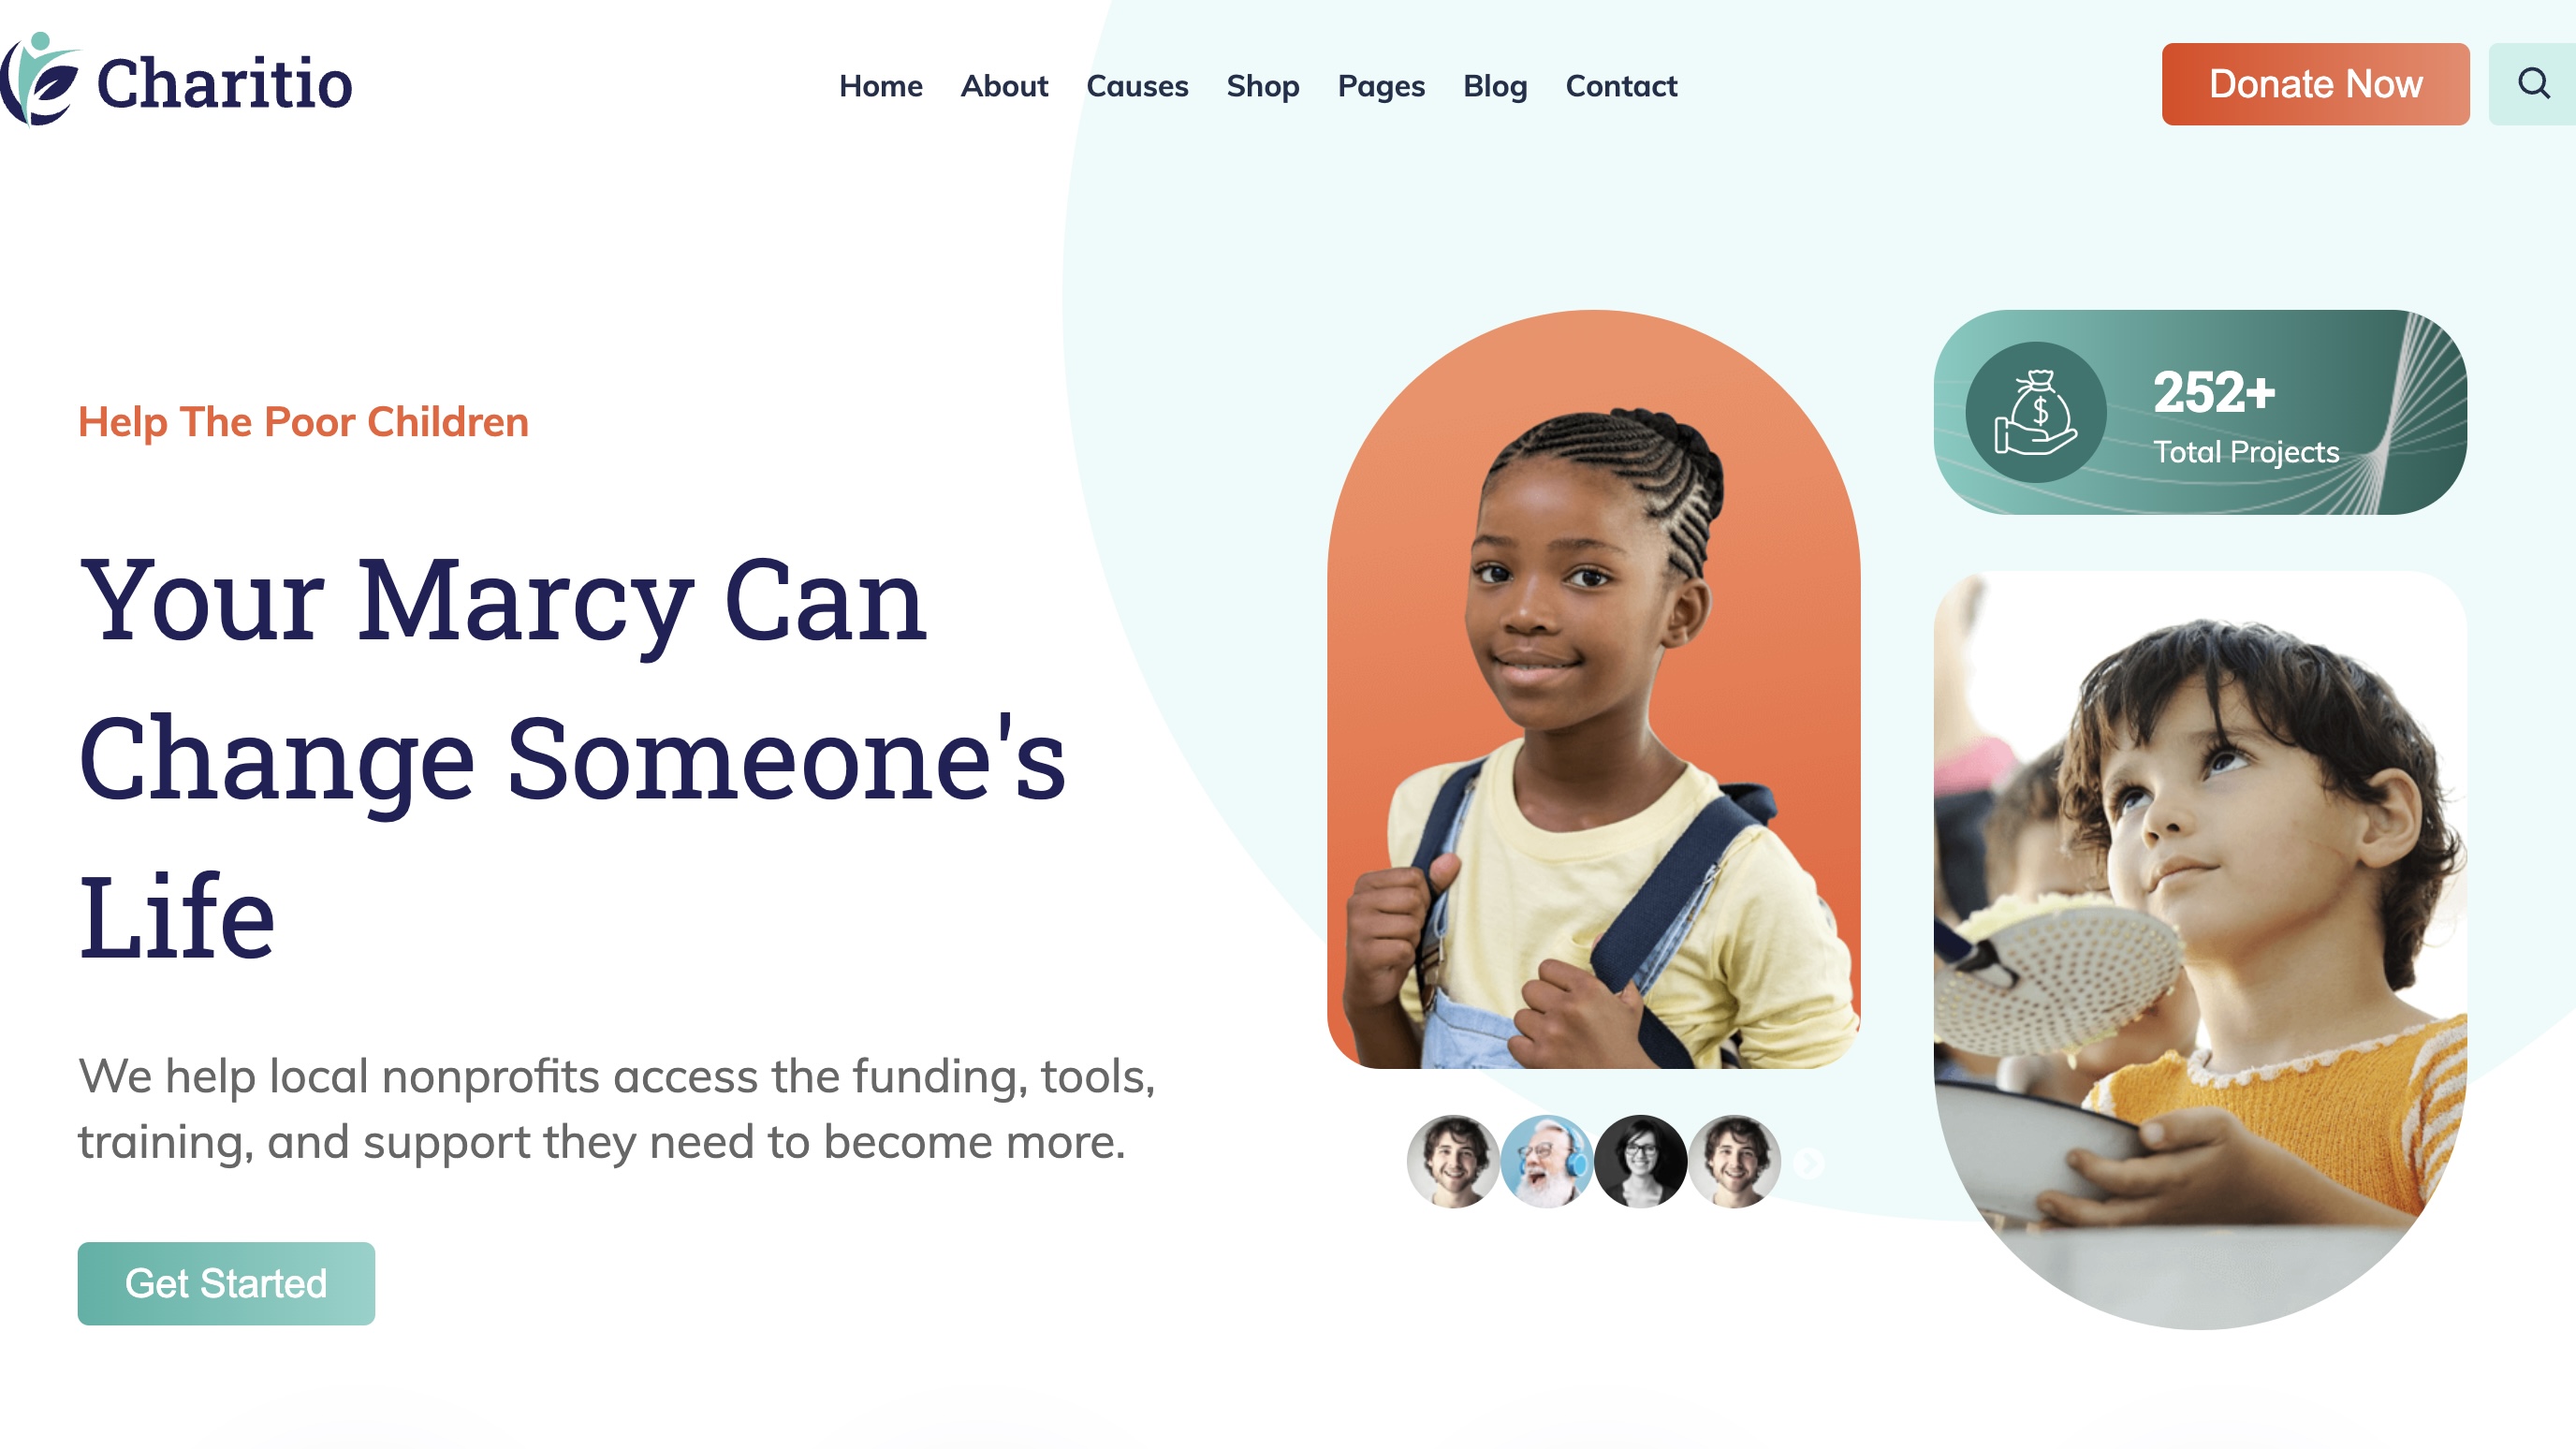 Charitio
Home About Causes Shop Pages Blog Contact
Donate Now
Help The Poor Children
Your Marcy Can
Change Someone's
Life
We help local nonprofits access the funding, tools,
training, and support they need to become more.
Get Started
252+
Total Projects
$